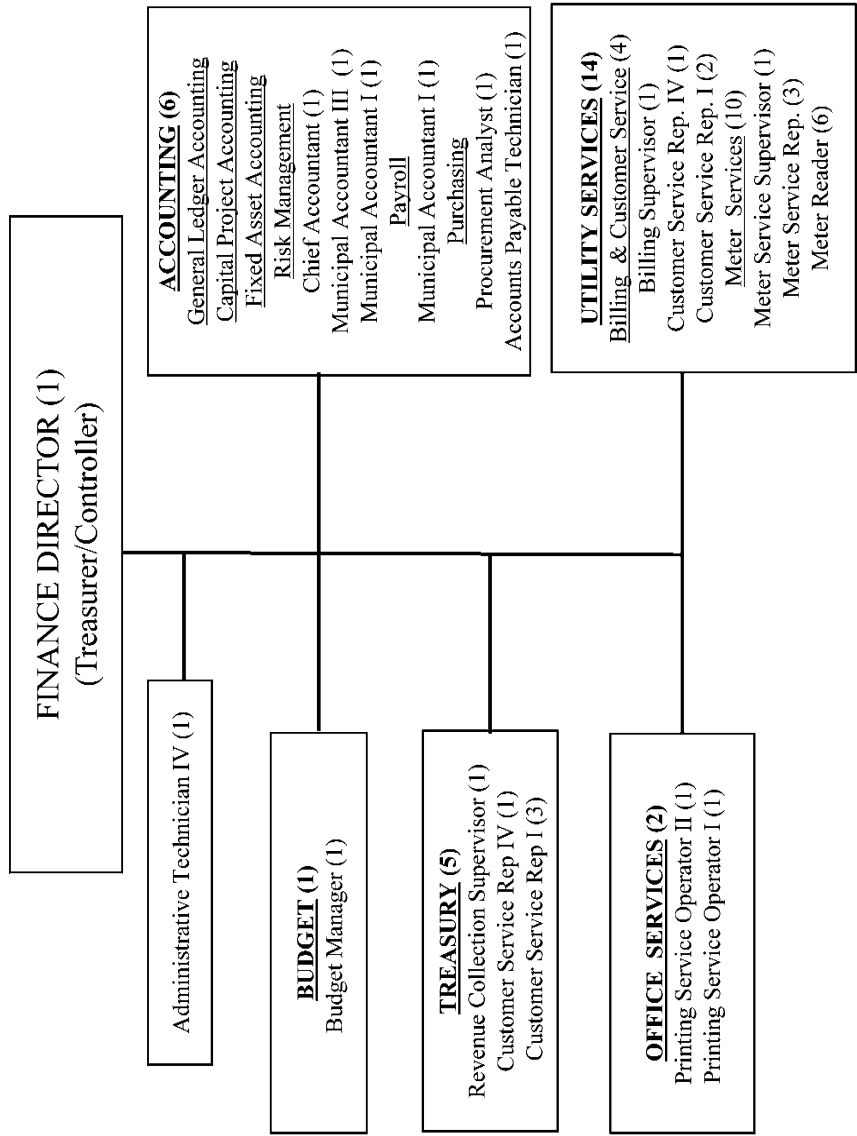 FINANCE DIRECTOR (1)
(Treasurer/Controller)
Administrative Technician IV (1)
BUDGET (1)
Budget Manager (1)
TREASURY (5)
Revenue Collection Supervisor (1)
Customer Service Rep IV (1)
Customer Service Rep I (3)
OFFICE SERVICES (2)
Printing Service Operator II (1)
Printing Service Operator I (1)
ACCOUNTING (6)
General Ledger Accounting
Capital Project Accounting
Fixed Asset Accounting
Risk Management
Chief Accountant (1)
Municipal Accountant III (1)
Municipal Accountant I (1)
Payroll
Municipal Accountant I (1)
Purchasing
Procurement Analyst (1)
Accounts Payable Technician (1)
UTILITY SERVICES (14)
Billing & Customer Service (4)
Billing Supervisor (1)
Customer Service Rep. IV (1)
Customer Service Rep. I (2)
Meter Services (10)
Meter Service Supervisor (1)
Meter Service Rep. (3)
Meter Reader (6)